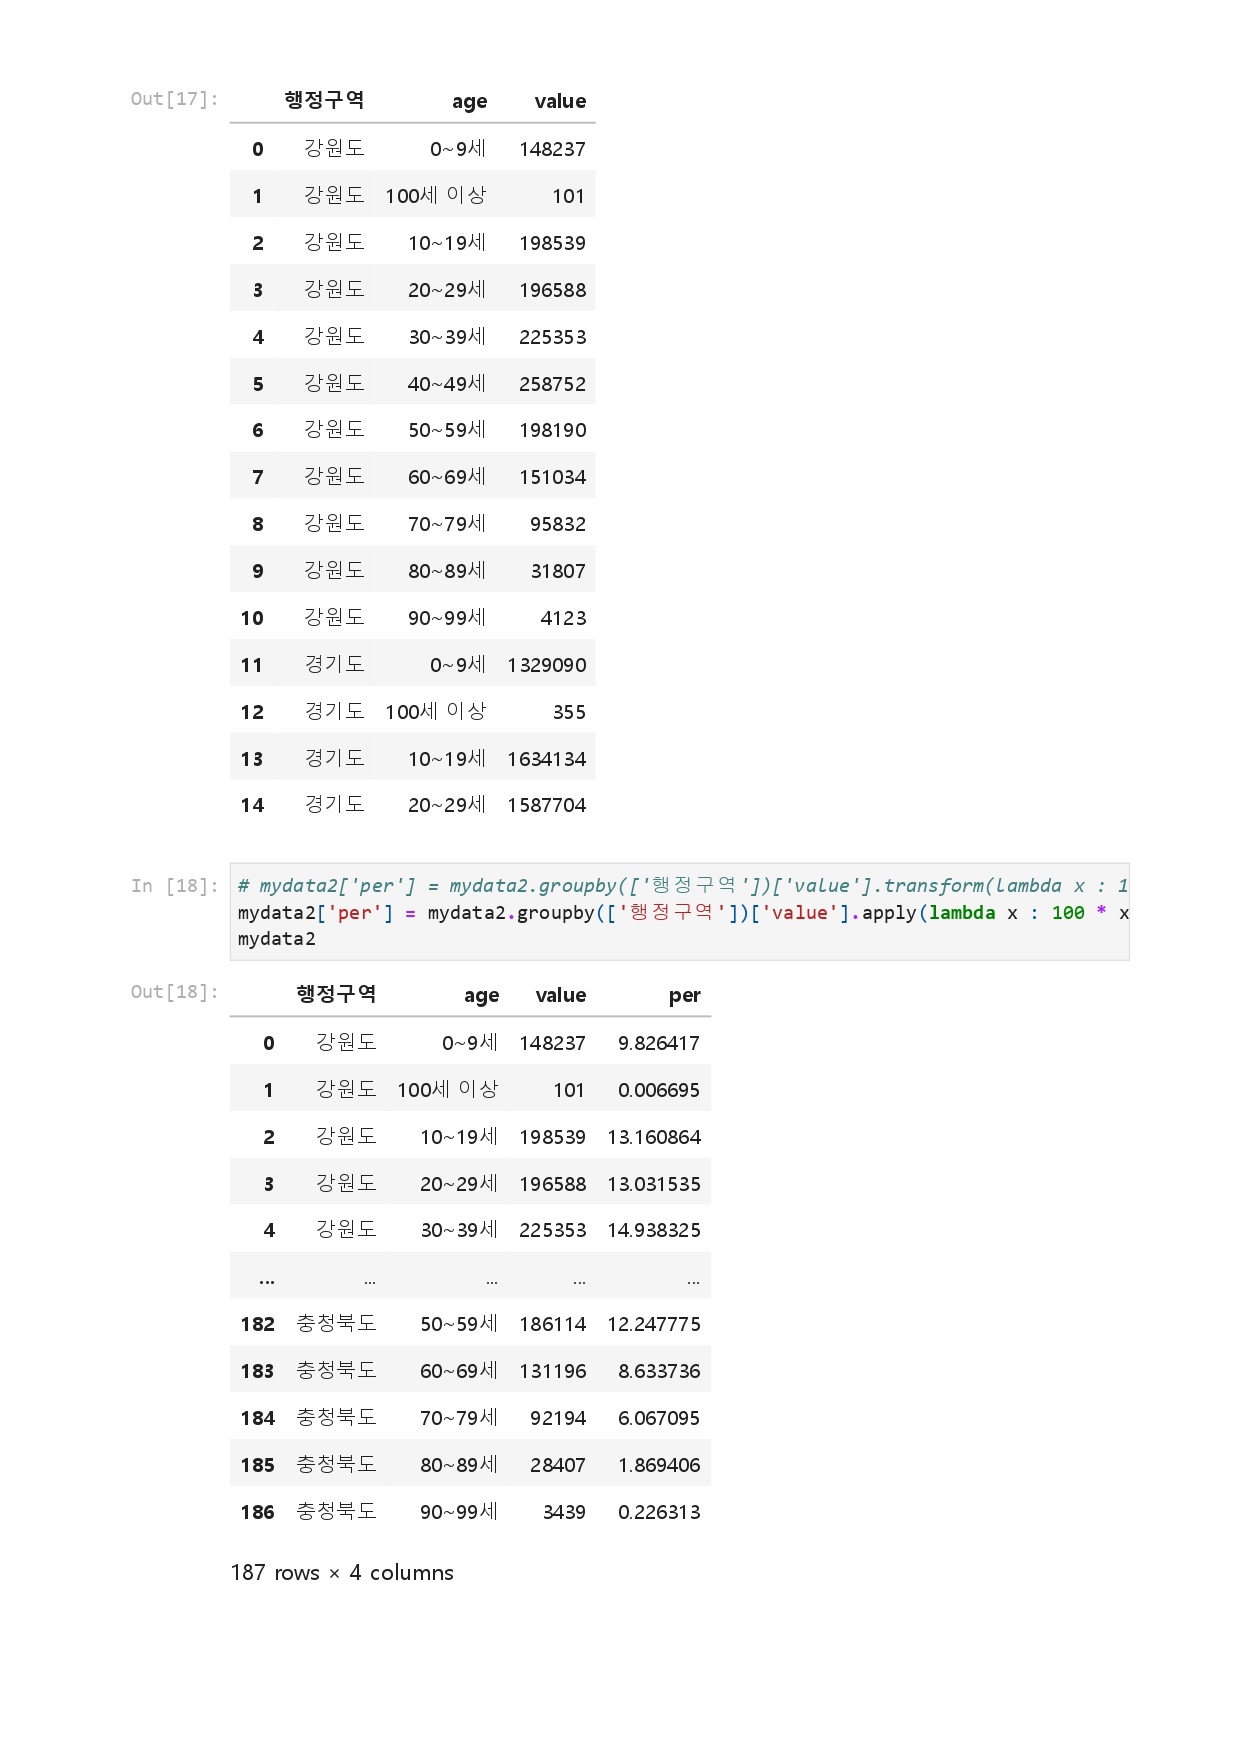 Out[17]: 행정구역 age value
0 강원도 0~9세 148237
1 강원도 100세 이상 101
2 강원도 10~19세 198539
3 강원도 20~29세 196588
4 강원도 30~39세 225353
5 강원도 40~49세 258752
6 강원도 50~59세 198190
7 강원도 60~69세 151034
8 강원도 70~79세 95832
9 강원도 80~89세 31807
10 강원도 90~99세 4123
11 경기도 0~9세 1329090
12 경기도 100세 이상 355
13 경기도 10~19세 1634134
14 경기도 20~29세 1587704
In [18]: # mydata2['per'] = mydata2.groupby(['행정구역'])['value'].transform(lambda x : 1
mydata2['per'] = mydata2.groupby(['행정구역'])['value'].apply(lambda x : 100 * x
mydata2
Out[18]: 행정구역 age value per
0 강원도 0~9세 148237 9.826417
1 강원도 100세 이상 101 0.006695
2 강원도 10~19세 198539 13.160864
3 강원도 20~29세 196588 13.031535
4 강원도 30~39세 225353 14.938325
... ... ... ... ...
182 충청북도 50~59세 186114 12.247775
183 충청북도 60~69세 131196 8.633736
184 충청북도 70~79세 92194 6.067095
185 충청북도 80~89세 28407 1.869406
186 충청북도 90~99세 3439 0.226313
187 rows × 4 columns